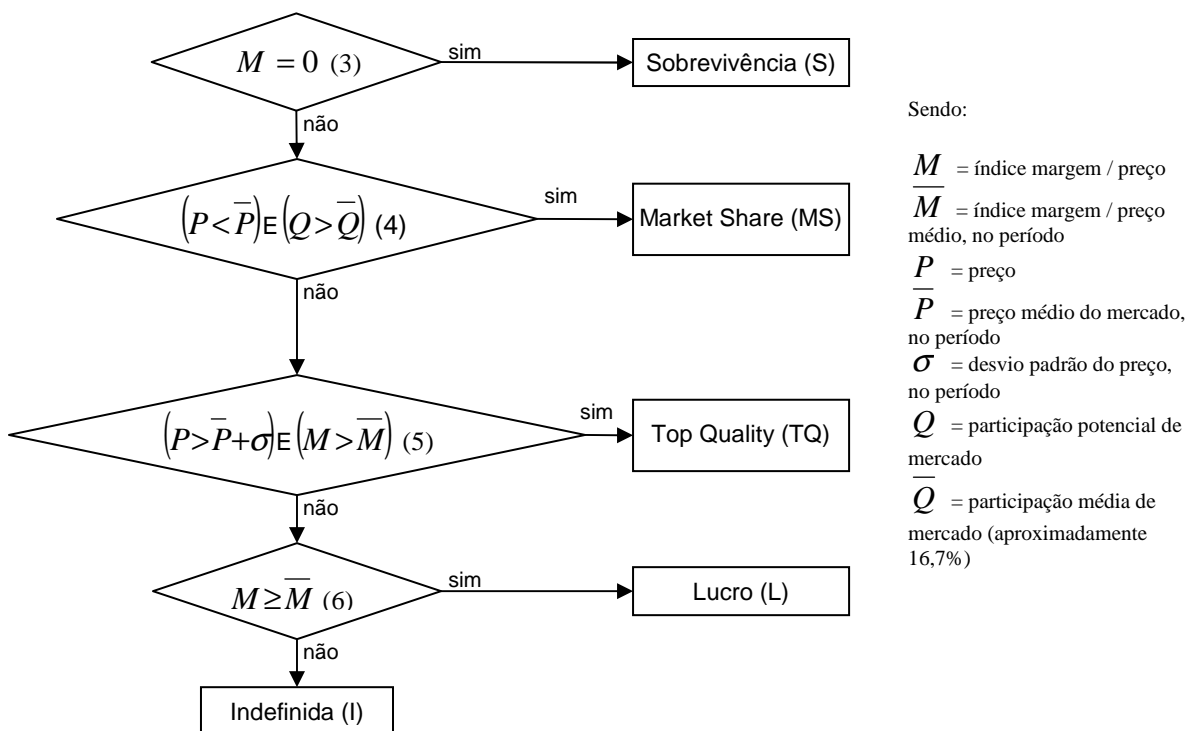 M = 0 (3)
sim
Sobrevivência (S)
não
(P < P̅) E (Q > Q̅) (4)
sim
Market Share (MS)
não
(P > P̅ + σ) E (M > M̅) (5)
sim
Top Quality (TQ)
não
M ≥ M̅ (6)
sim
Lucro (L)
não
Indefinida (I)
Sendo:
M = índice margem / preço
M̅ = índice margem / preço
médio, no período
P = preço
P̅ = preço médio do mercado,
no período
σ = desvio padrão do preço,
no período
Q = participação potencial de
mercado
Q̅ = participação média de
mercado (aproximadamente
16,7%)